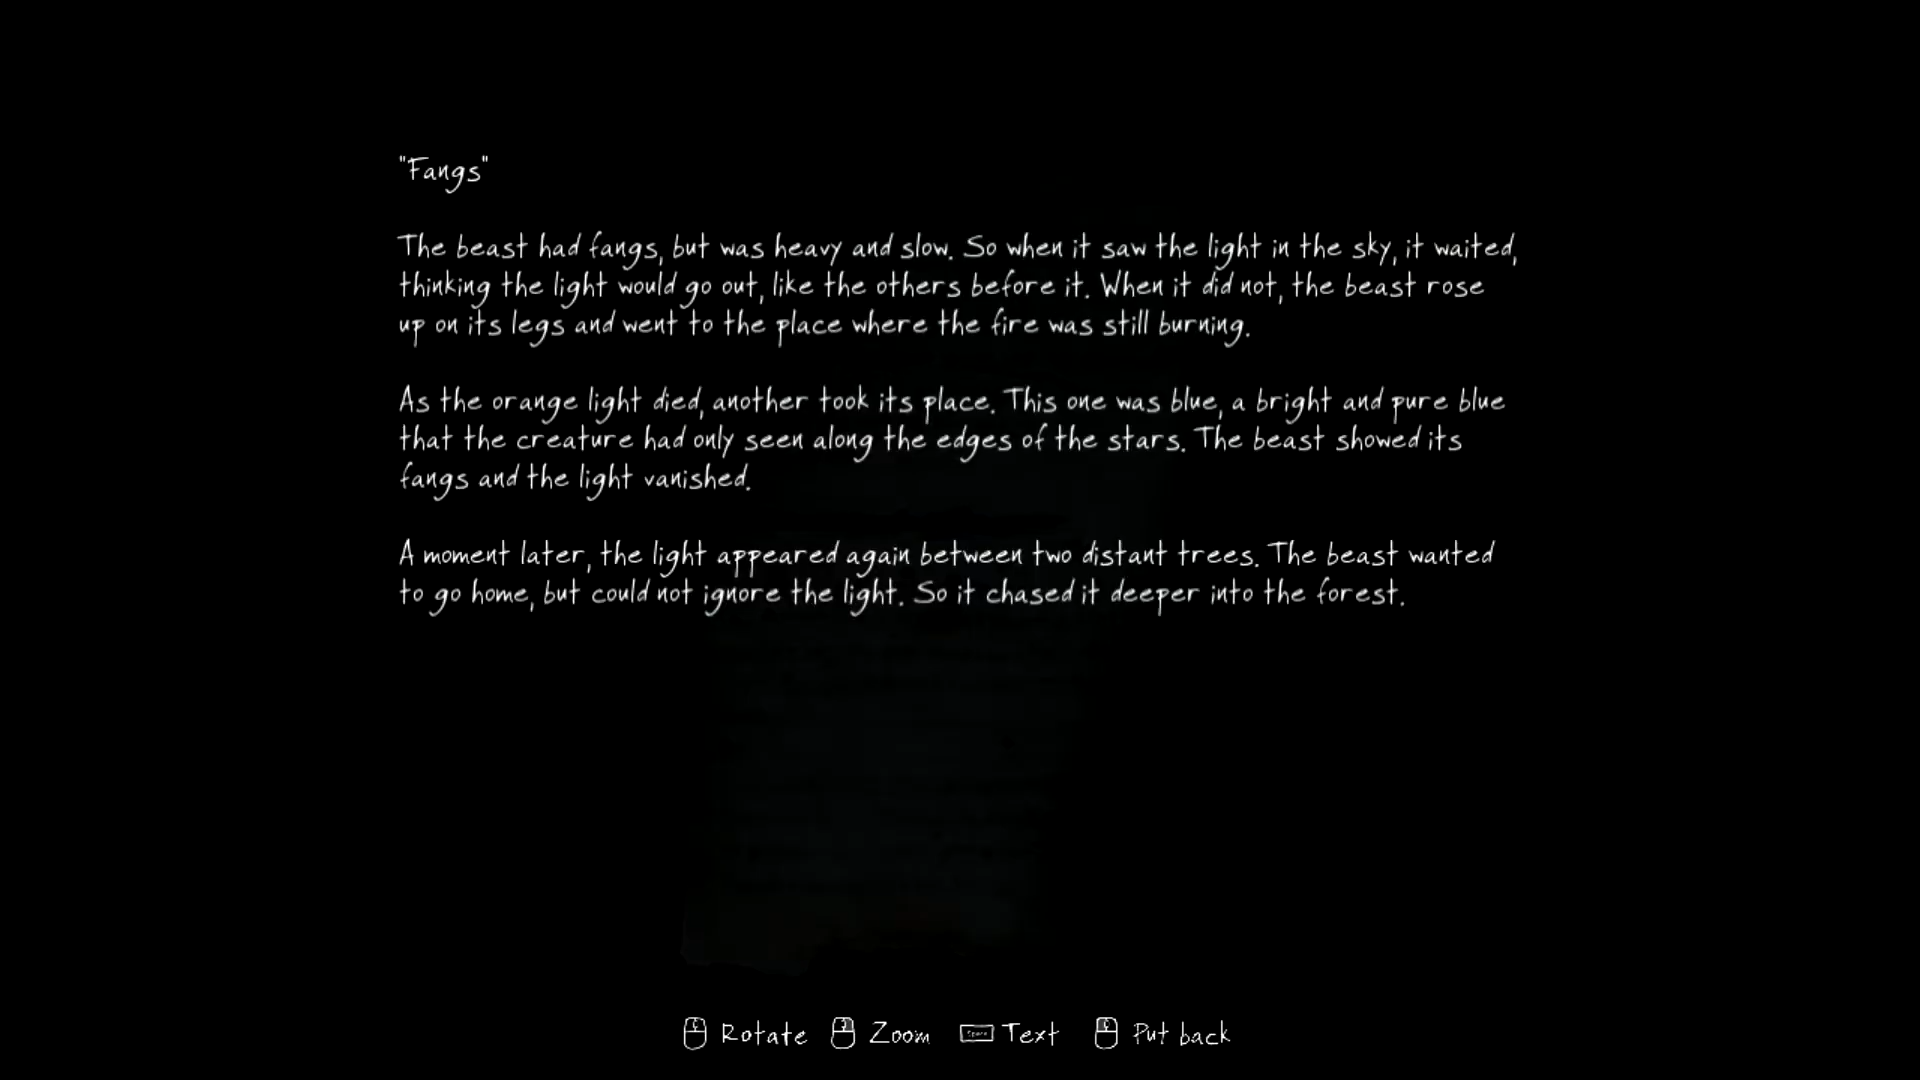 "Fangs"
The beast had fangs, but was heavy and slow. So when it saw the light in the sky, it waited,
thinking the light would go out, like the others before it. When it did not, the beast rose
up on its legs and went to the place where the fire was still burning.
As the orange light died, another took its place. This one was blue, a bright and pure blue
that the creature had only seen along the edges of the stars. The beast showed its
fangs and the light vanished.
A moment later, the light appeared again between two distant trees. The beast wanted
to go home, but could not ignore the light. So it chased it deeper into the forest.
Rotate Zoom Text Put back